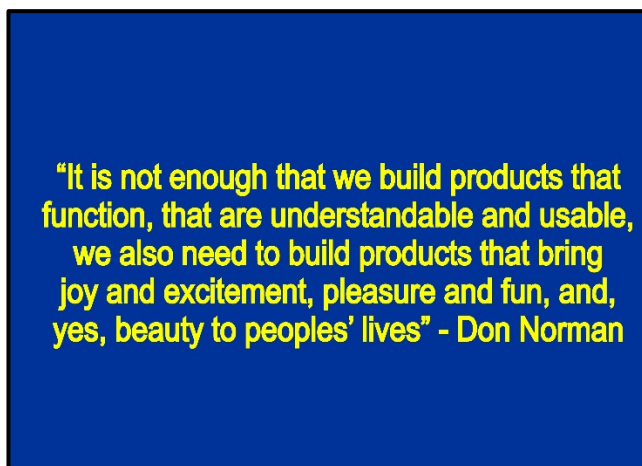 “It is not enough that we build products that
function, that are understandable and usable,
we also need to build products that bring
joy and excitement, pleasure and fun, and,
yes, beauty to peoples’ lives” - Don Norman